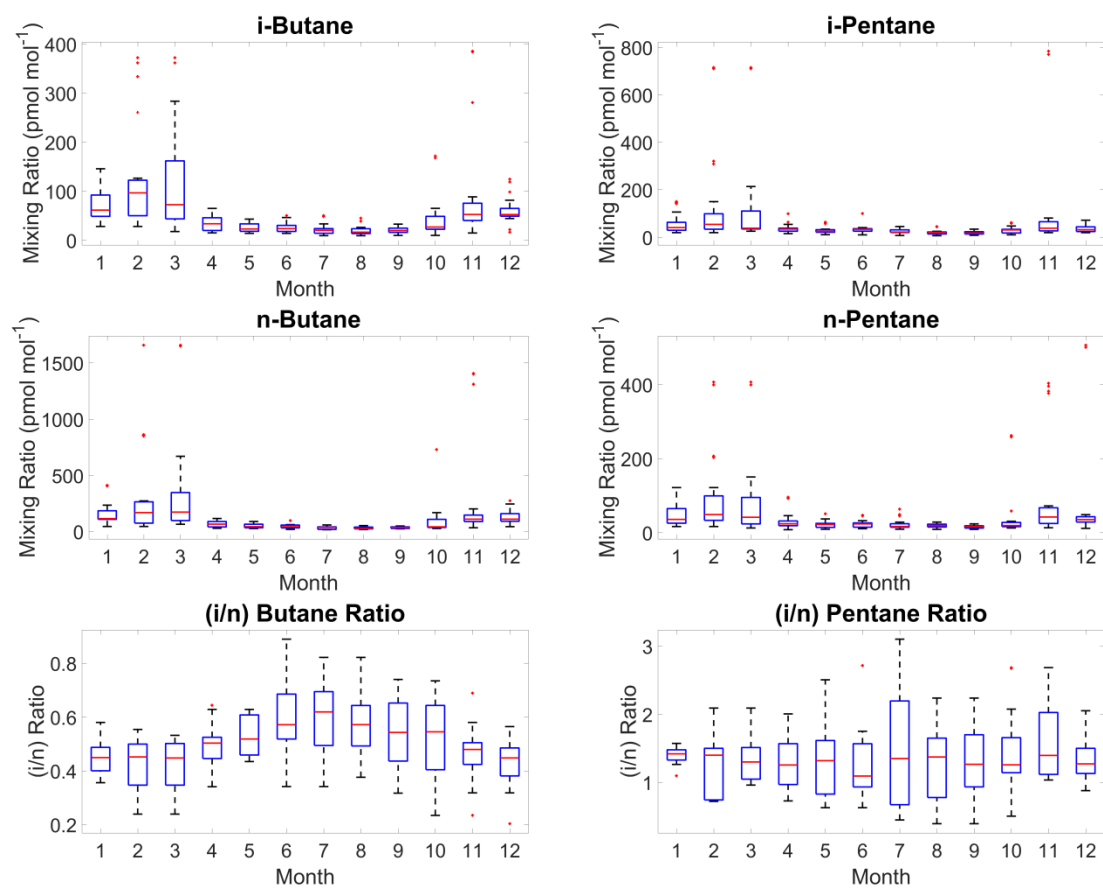 i-Butane
Mixing Ratio (pmol mol⁻¹)
400
300
200
100
0
1 2 3 4 5 6 7 8 9 10 11 12
Month
i-Pentane
Mixing Ratio (pmol mol⁻¹)
800
600
400
200
0
1 2 3 4 5 6 7 8 9 10 11 12
Month
n-Butane
Mixing Ratio (pmol mol⁻¹)
1500
1000
500
0
1 2 3 4 5 6 7 8 9 10 11 12
Month
n-Pentane
Mixing Ratio (pmol mol⁻¹)
400
200
0
1 2 3 4 5 6 7 8 9 10 11 12
Month
(i/n) Butane Ratio
(i/n) Ratio
0.8
0.6
0.4
0.2
1 2 3 4 5 6 7 8 9 10 11 12
Month
(i/n) Pentane Ratio
(i/n) Ratio
3
2
1
1 2 3 4 5 6 7 8 9 10 11 12
Month